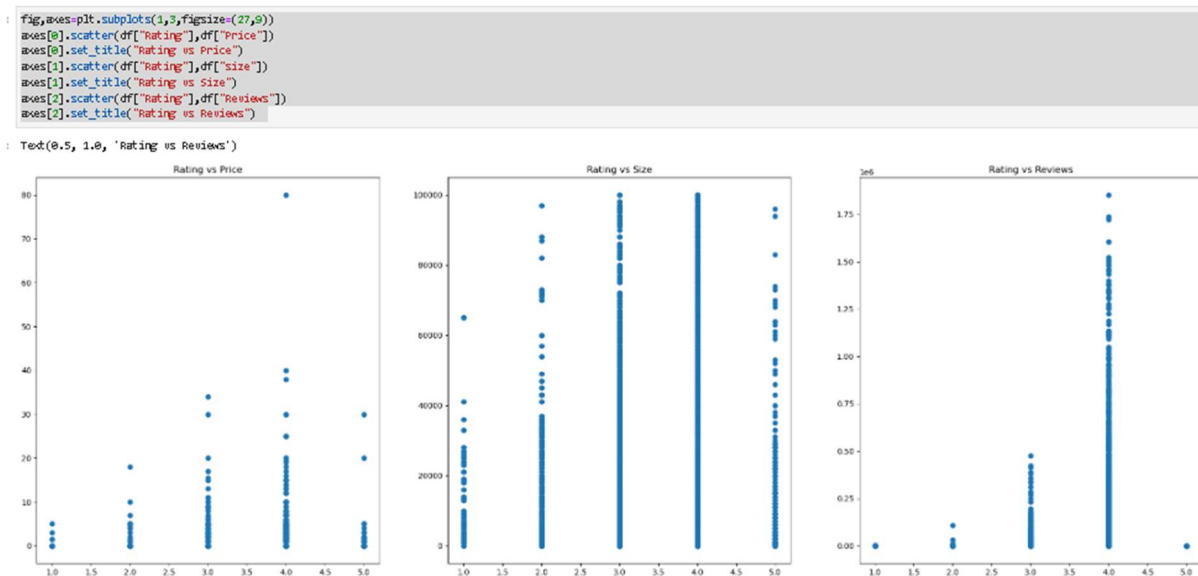 fig,axes=plt.subplots(1,3,figsize=(27,9))
axes[0].scatter(df["Rating"],df["Price"])
axes[0].set_title("Rating vs Price")
axes[1].scatter(df["Rating"],df["size"])
axes[1].set_title("Rating vs Size")
axes[2].scatter(df["Rating"],df["Reviews"])
axes[2].set_title("Rating vs Reviews")
Text(0.5, 1.0, 'Rating vs Reviews')
Rating vs Price
80
70
60
50
40
30
20
10
0
1.0 1.5 2.0 2.5 3.0 3.5 4.0 4.5 5.0
Rating vs Size
100000
80000
60000
40000
20000
0
1.0 1.5 2.0 2.5 3.0 3.5 4.0 4.5 5.0
Rating vs Reviews
1e6
1.75
1.50
1.25
1.00
0.75
0.50
0.25
0.00
1.0 1.5 2.0 2.5 3.0 3.5 4.0 4.5 5.0